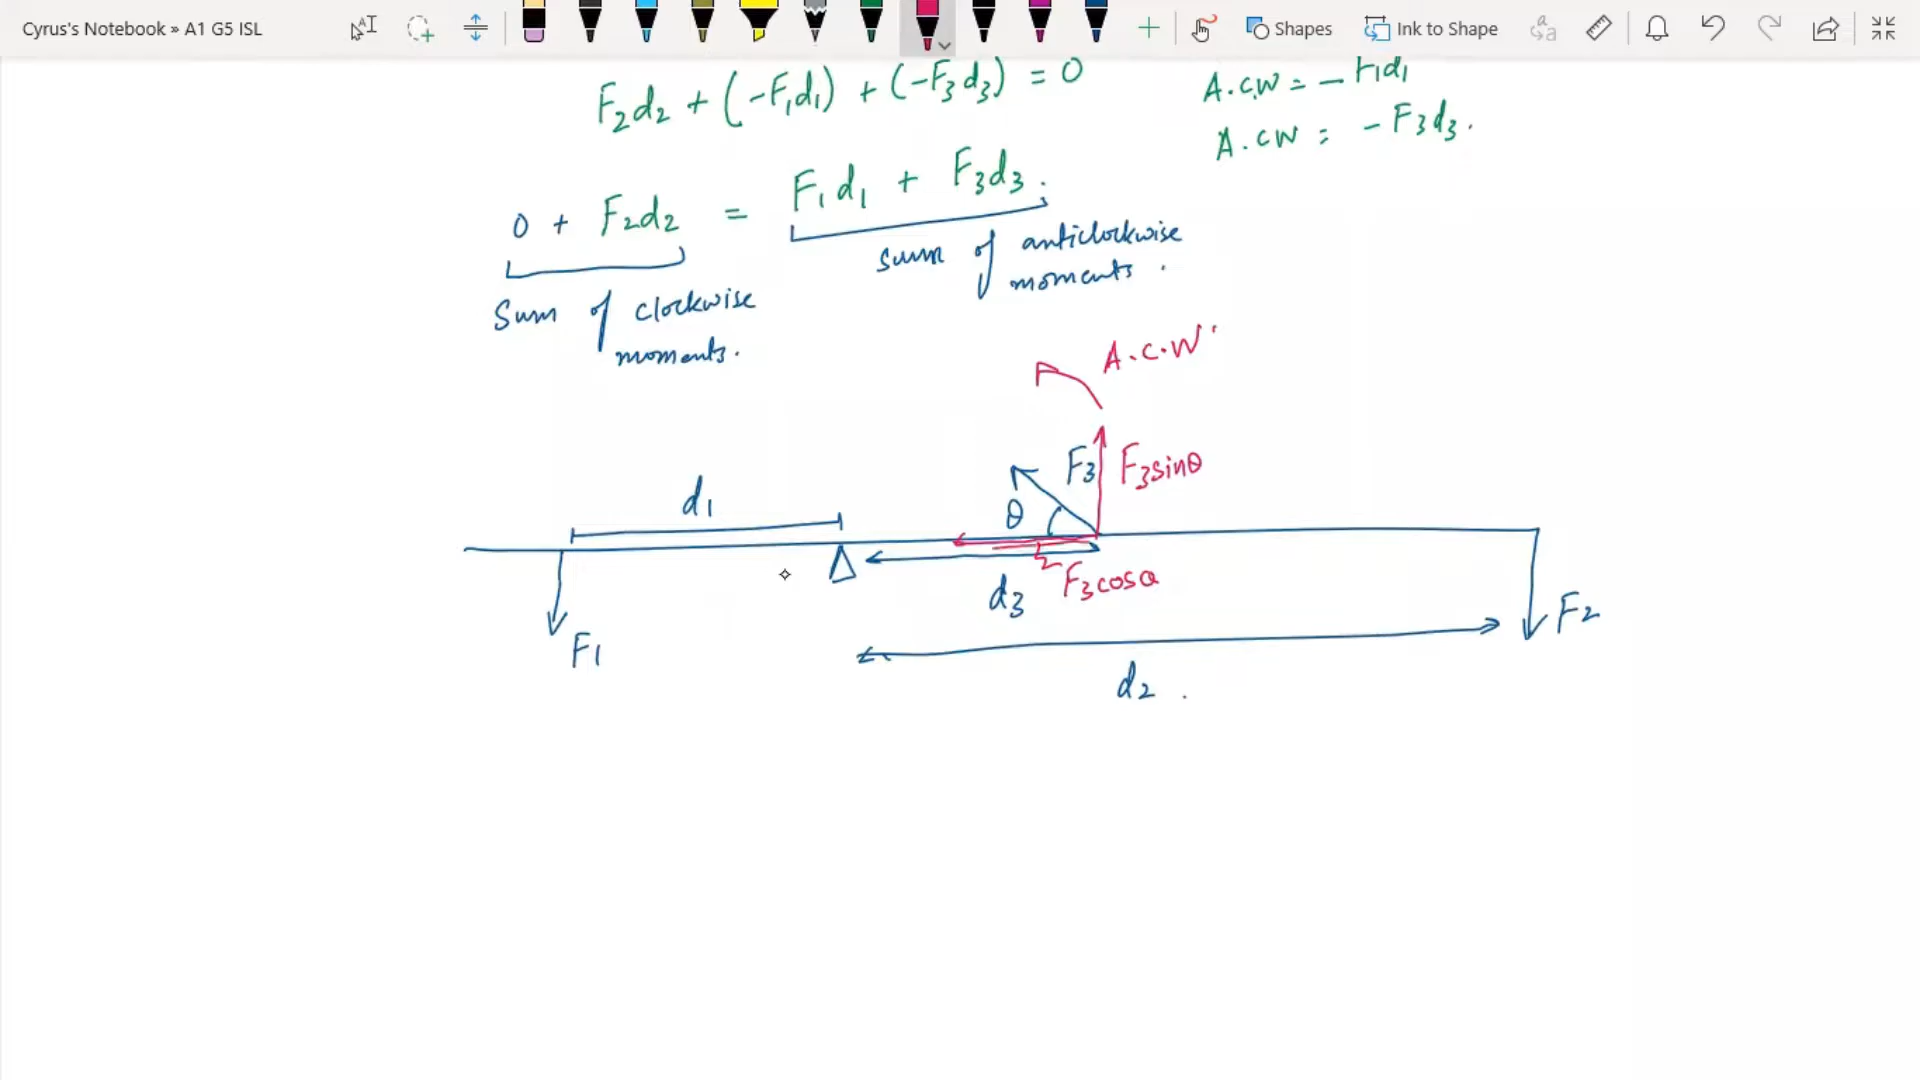 Cyrus's Notebook » A1 G5 ISL
Shapes
Ink to Shape
F₂d₂ + (-F₁d₁) + (-F₃d₃) = 0
A.C.W = - F₁d₁
A.CW = - F₃d₃.
0 + F₂d₂ = F₁d₁ + F₃d₃.
sum of anticlockwise
moments.
Sum of clockwise
moments.
A.C.W
F₃
F₃sinθ
θ
d₁
F₃cosθ
d₃
F₁
F₂
d₂.